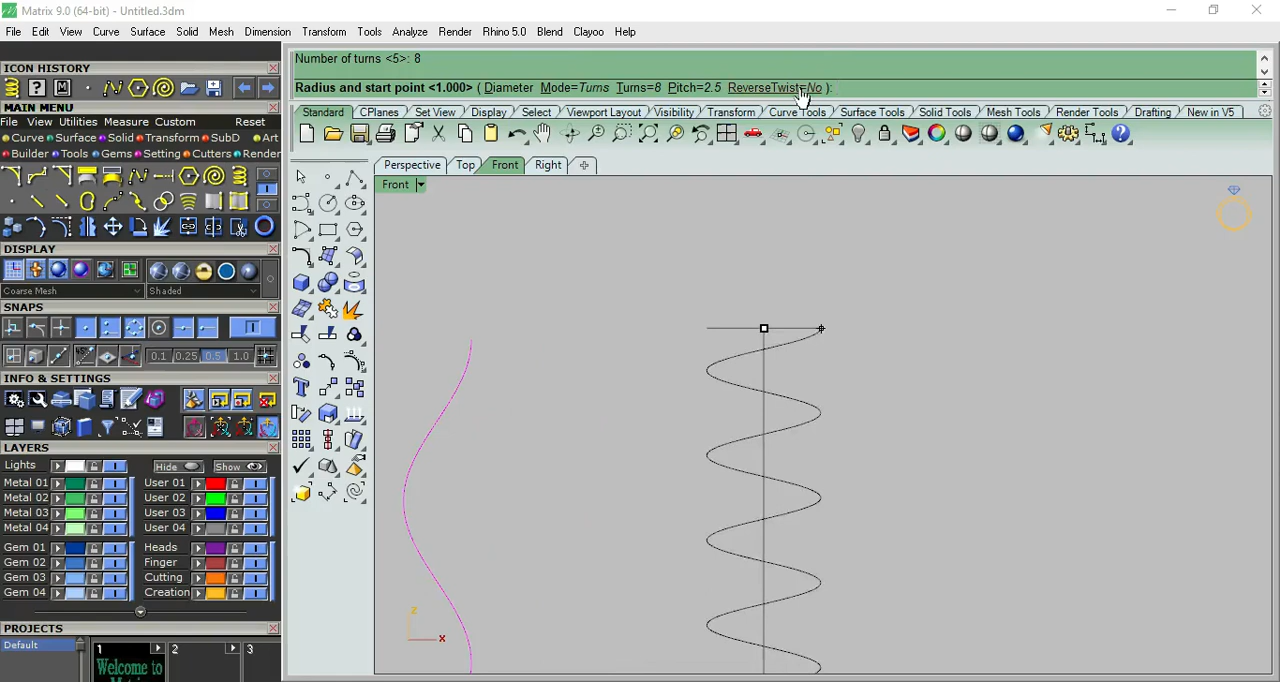 Matrix 9.0 (64-bit) - Untitled.3dm
File Edit View Curve Surface Solid Mesh Dimension Transform Tools Analyze Render Rhino 5.0 Blend Clayoo Help
ICON HISTORY
MAIN MENU
File View Utilities Measure Custom Reset
Curve Surface Solid Transform SubD Art
Builder Tools Gems Setting Cutters Render
DISPLAY
Coarse Mesh Shaded
SNAPS
0.1 0.25 0.5 1.0
INFO & SETTINGS
LAYERS
Lights Hide Show
Metal 01 User 01
Metal 02 User 02
Metal 03 User 03
Metal 04 User 04
Gem 01 Heads
Gem 02 Finger
Gem 03 Cutting
Gem 04 Creation
PROJECTS
Default 1 2 3
Welcome to
Number of turns <5>: 8
Radius and start point <1.000> ( Diameter Mode=Turns Turns=8 Pitch=2.5 ReverseTwist=No ):
Standard CPlanes Set View Display Select Viewport Layout Visibility Transform Curve Tools Surface Tools Solid Tools Mesh Tools Render Tools Drafting New in V5
Perspective Top Front Right
Front
z
x